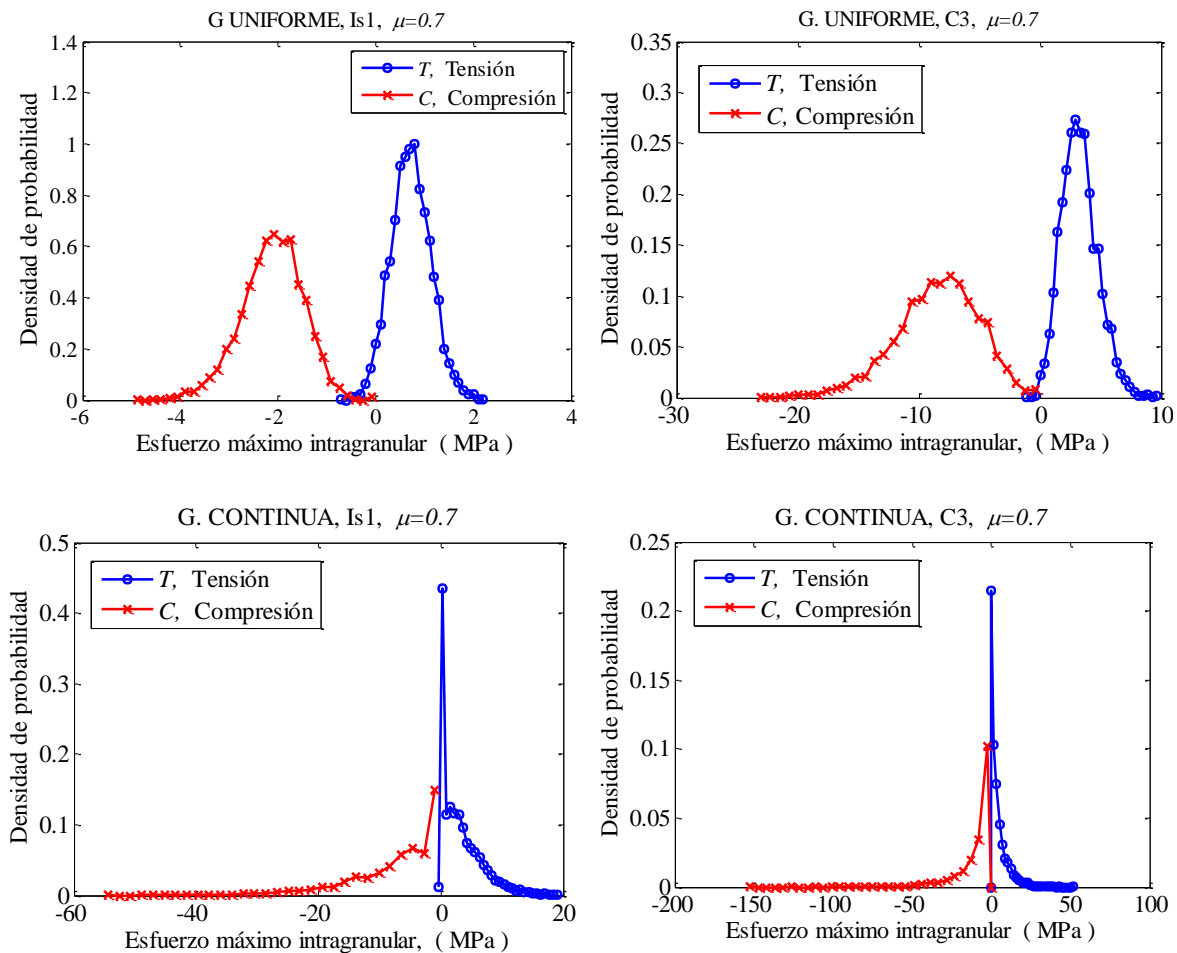 G UNIFORME, Is1, μ=0.7
1.4
1.2
1
0.8
0.6
0.4
0.2
0
-6
-4
-2
0
2
4
Densidad de probabilidad
Esfuerzo máximo intragranular ( MPa )
T, Tensión
C, Compresión
G. UNIFORME, C3, μ=0.7
0.35
0.3
0.25
0.2
0.15
0.1
0.05
0
-30
-20
-10
0
10
Densidad de probabilidad
Esfuerzo máximo intragranular, ( MPa )
T, Tensión
C, Compresión
G. CONTINUA, Is1, μ=0.7
0.5
0.4
0.3
0.2
0.1
0
-60
-40
-20
0
20
Densidad de probabilidad
Esfuerzo máximo intragranular, ( MPa )
T, Tensión
C, Compresión
G. CONTINUA, C3, μ=0.7
0.25
0.2
0.15
0.1
0.05
0
-200
-150
-100
-50
0
50
100
Densidad de probabilidad
Esfuerzo máximo intragranular ( MPa )
T, Tensión
C, Compresión